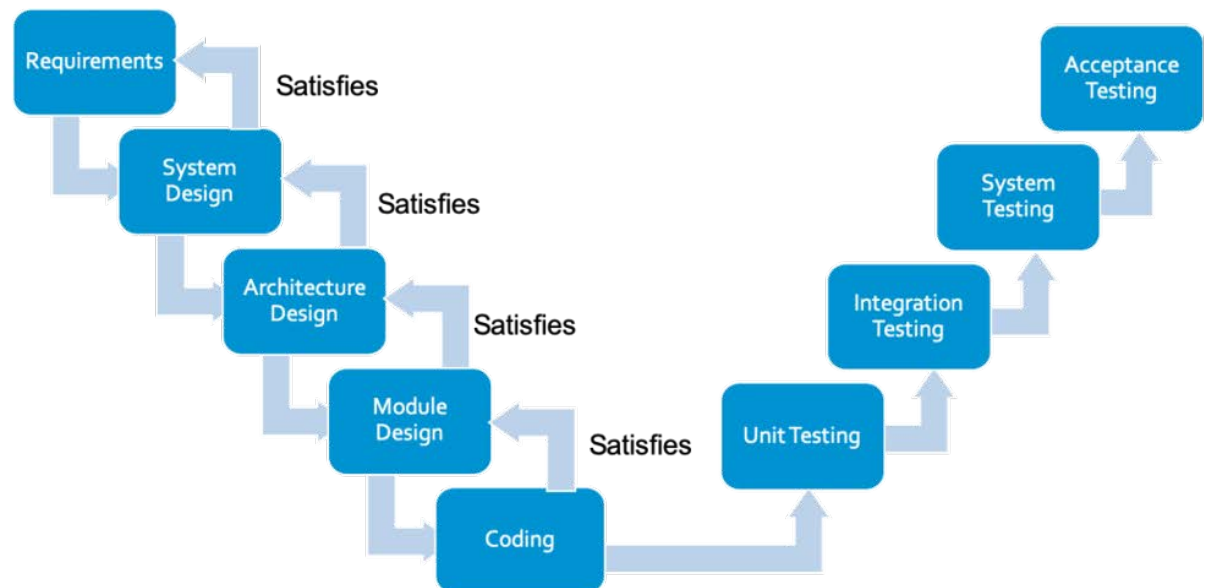 Requirements
Satisfies
System
Design
Satisfies
Architecture
Design
Satisfies
Module
Design
Satisfies
Coding
Unit Testing
Integration
Testing
System
Testing
Acceptance
Testing